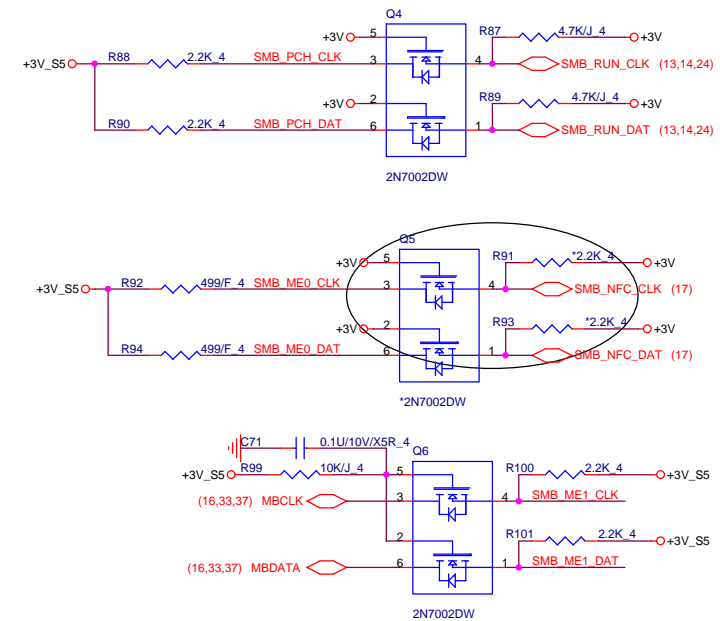 Q4
+3V 5 R87 4.7K/J_4 +3V
+3V_S5 R88 2.2K_4 SMB_PCH_CLK 3 4 SMB_RUN_CLK (13,14,24)
+3V 2 R89 4.7K/J_4 +3V
R90 2.2K_4 SMB_PCH_DAT 6 1 SMB_RUN_DAT (13,14,24)
2N7002DW
Q5
+3V 5 R91 *2.2K_4 +3V
+3V_S5 R92 499/F_4 SMB_ME0_CLK 3 4 SMB_NFC_CLK (17)
+3V 2 R93 *2.2K_4 +3V
R94 499/F_4 SMB_ME0_DAT 6 1 SMB_NFC_DAT (17)
*2N7002DW
C71 0.1U/10V/X5R_4
Q6
+3V_S5 R99 10K/J_4 5 R100 2.2K_4 +3V_S5
(16,33,37) MBCLK 3 4 SMB_ME1_CLK
2 R101 2.2K_4 +3V_S5
(16,33,37) MBDATA 6 1 SMB_ME1_DAT
2N7002DW